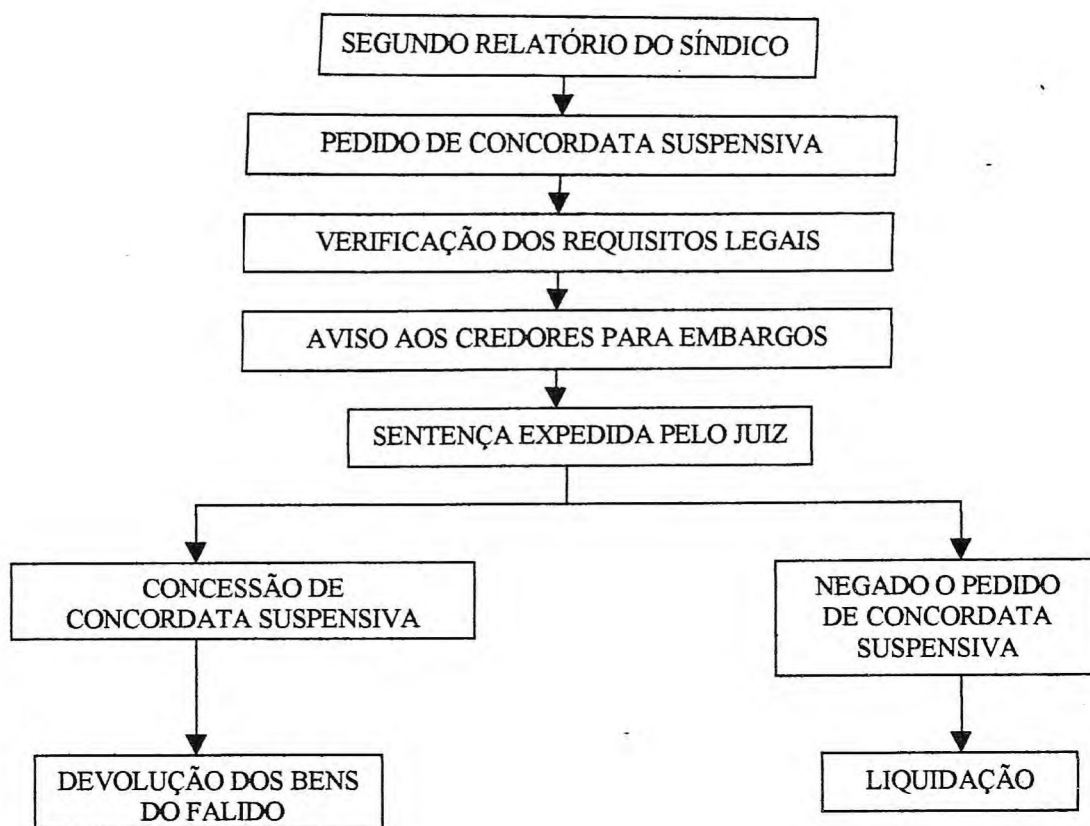 SEGUNDO RELATÓRIO DO SÍNDICO
PEDIDO DE CONCORDATA SUSPENSIVA
VERIFICAÇÃO DOS REQUISITOS LEGAIS
AVISO AOS CREDORES PARA EMBARGOS
SENTENÇA EXPEDIDA PELO JUIZ
CONCESSÃO DE
CONCORDATA SUSPENSIVA
NEGADO O PEDIDO
DE CONCORDATA
SUSPENSIVA
DEVOLUÇÃO DOS BENS
DO FALIDO
LIQUIDAÇÃO